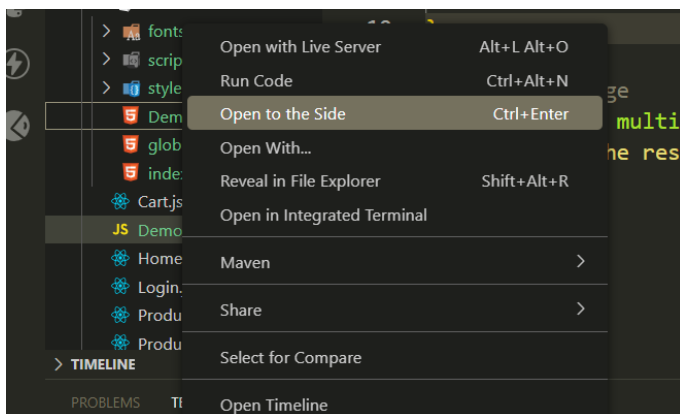 fonts
scrip
style
Dem
glob
inde
Cart.js
JS Demo
Home
Login.
Produ
Produ
TIMELINE
PROBLEMS TE
Open with Live Server Alt+L Alt+O
Run Code Ctrl+Alt+N
Open to the Side Ctrl+Enter
Open With...
Reveal in File Explorer Shift+Alt+R
Open in Integrated Terminal
Maven
Share
Select for Compare
Open Timeline
ge
multi
he res